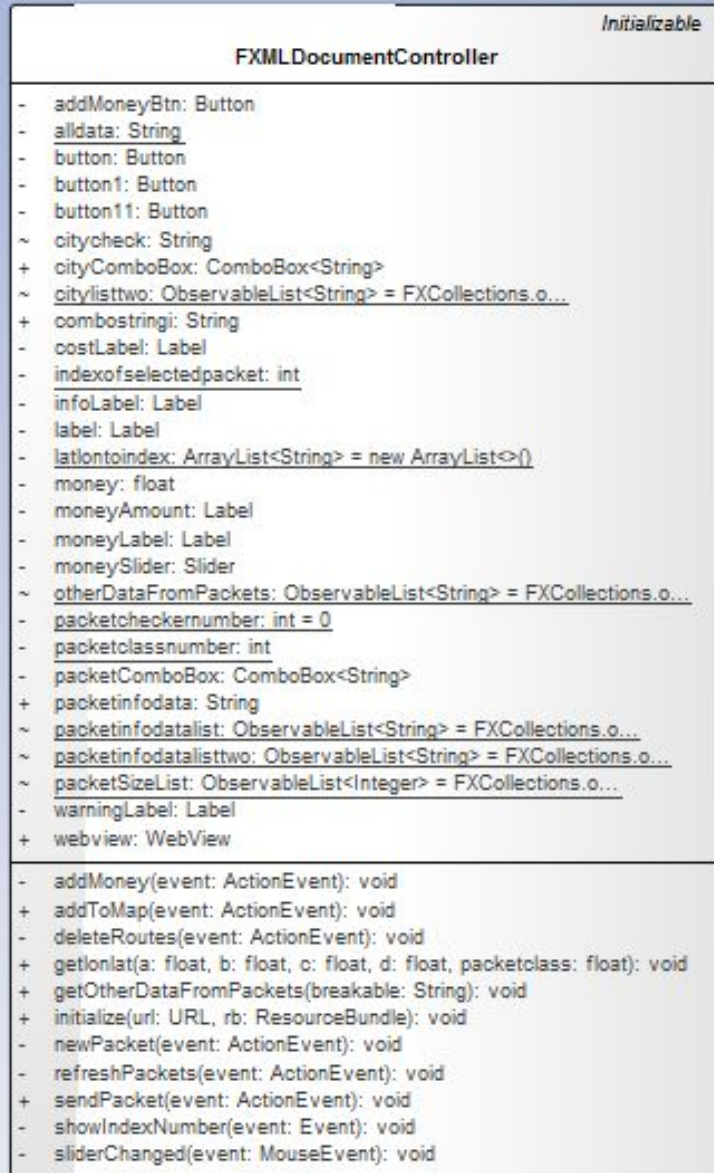 Initializable
FXMLDocumentController
- addMoneyBtn: Button
- alldata: String
- button: Button
- button1: Button
- button11: Button
~ citycheck: String
+ cityComboBox: ComboBox<String>
~ citylisttwo: ObservableList<String> = FXCollections.o...
+ combostringi: String
- costLabel: Label
- indexofselectedpacket: int
- infoLabel: Label
- label: Label
- latlontoindex: ArrayList<String> = new ArrayList<>()
- money: float
- moneyAmount: Label
- moneyLabel: Label
- moneySlider: Slider
~ otherDataFromPackets: ObservableList<String> = FXCollections.o...
- packetcheckernumber: int = 0
- packetclassnumber: int
- packetComboBox: ComboBox<String>
+ packetinfodata: String
~ packetinfodatalist: ObservableList<String> = FXCollections.o...
~ packetinfodatalisttwo: ObservableList<String> = FXCollections.o...
~ packetSizeList: ObservableList<Integer> = FXCollections.o...
- warningLabel: Label
+ webview: WebView
- addMoney(event: ActionEvent): void
+ addToMap(event: ActionEvent): void
- deleteRoutes(event: ActionEvent): void
+ getlonlat(a: float, b: float, c: float, d: float, packetclass: float): void
+ getOtherDataFromPackets(breakable: String): void
+ initialize(url: URL, rb: ResourceBundle): void
- newPacket(event: ActionEvent): void
- refreshPackets(event: ActionEvent): void
+ sendPacket(event: ActionEvent): void
- showIndexNumber(event: Event): void
- sliderChanged(event: MouseEvent): void